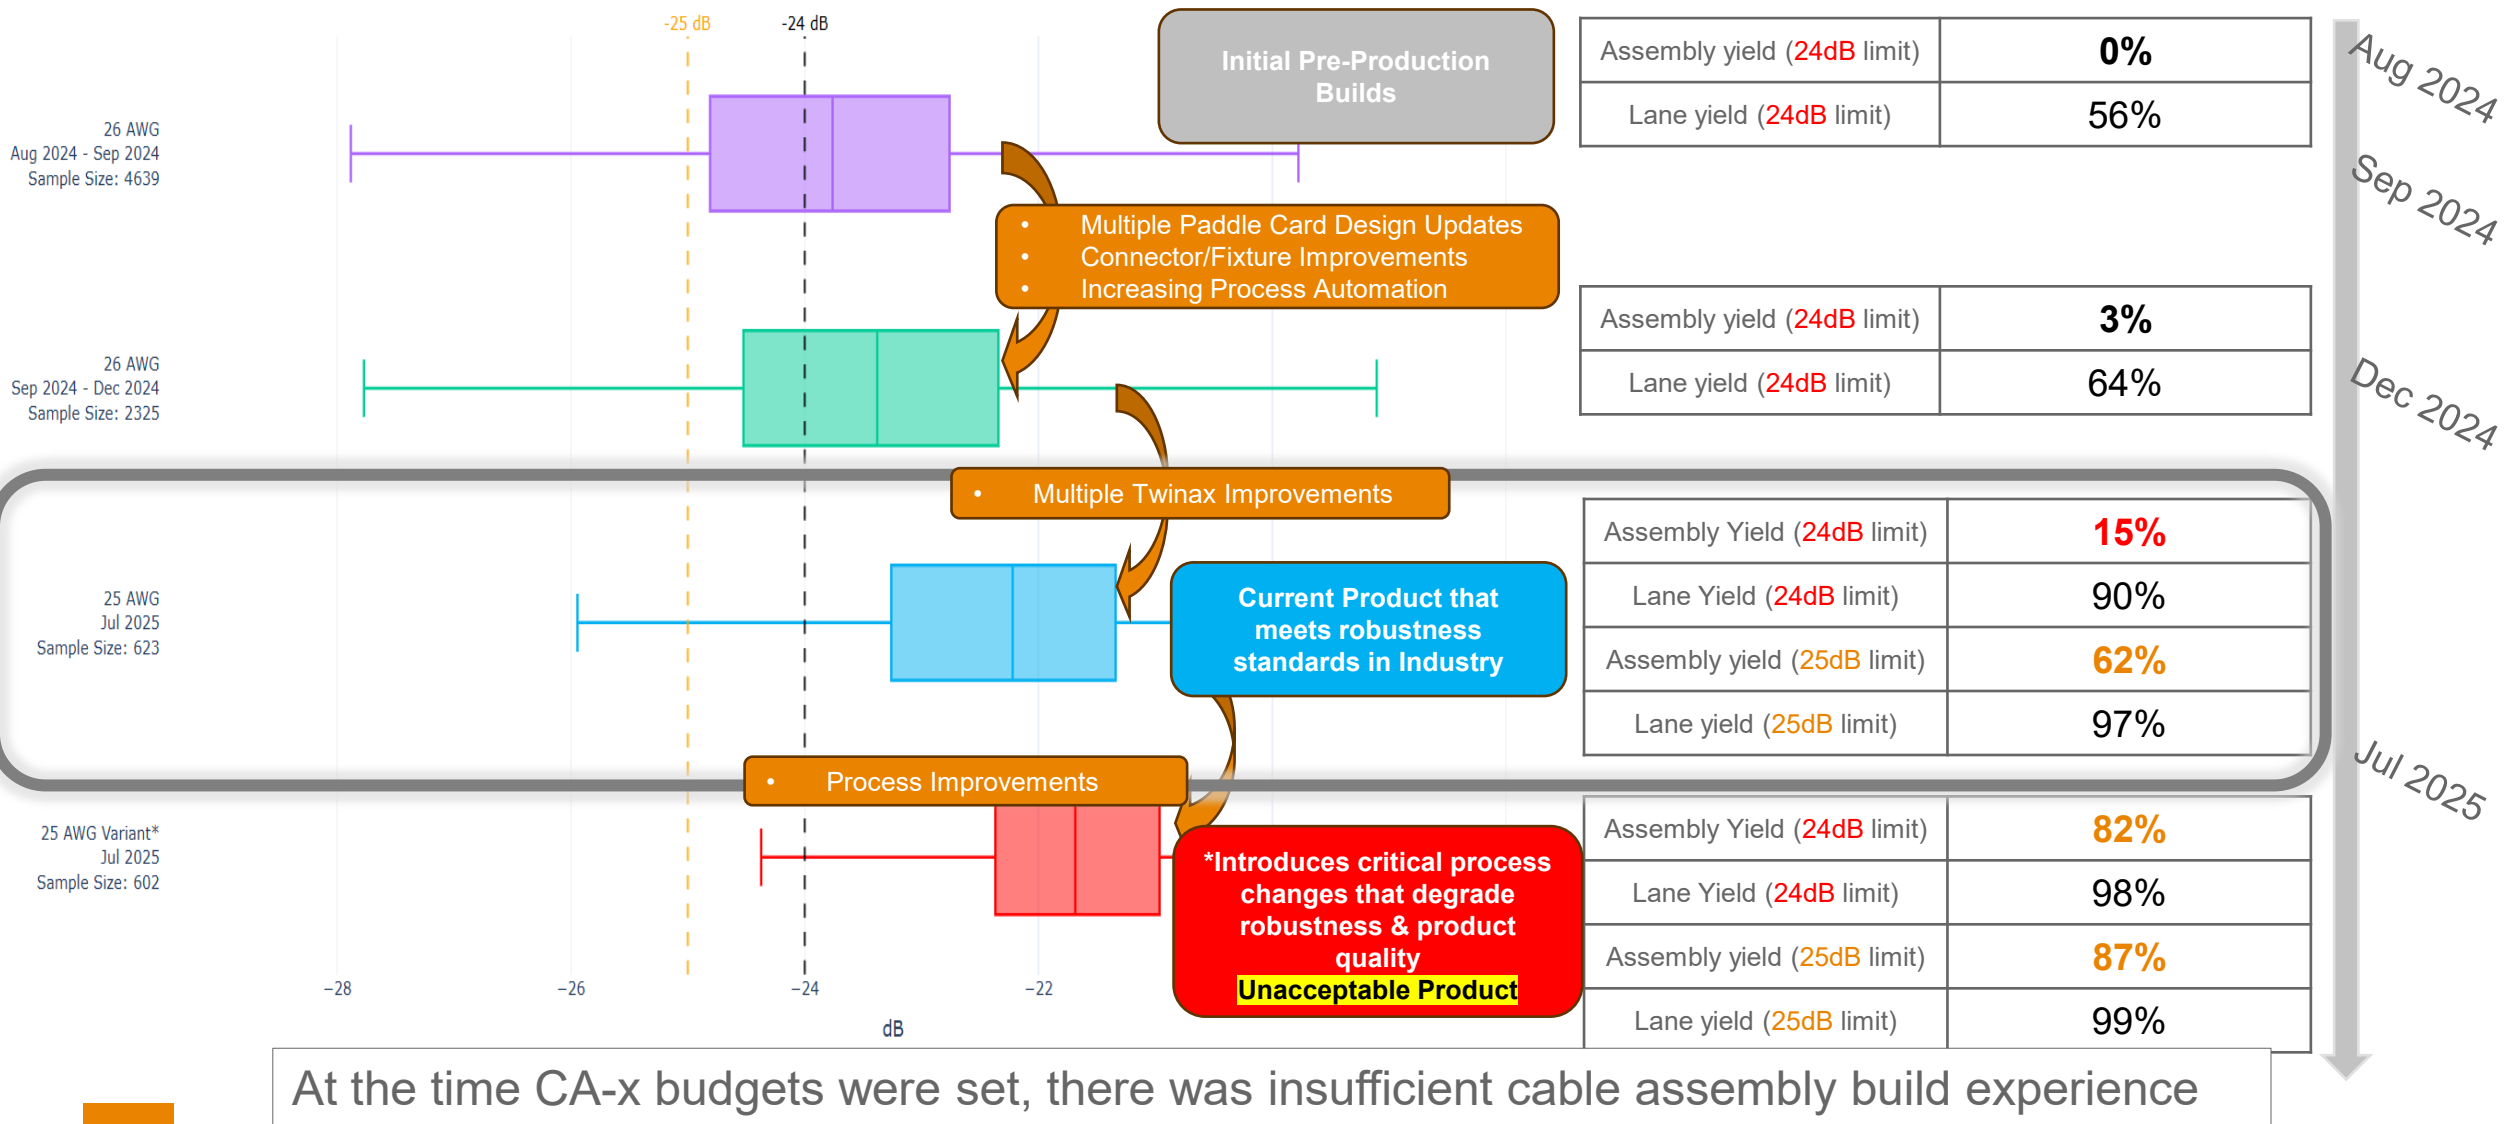 -25 dB
-24 dB
26 AWG
Aug 2024 - Sep 2024
Sample Size: 4639
26 AWG
Sep 2024 - Dec 2024
Sample Size: 2325
25 AWG
Jul 2025
Sample Size: 623
25 AWG Variant*
Jul 2025
Sample Size: 602
−28
−26
−24
−22
dB
Initial Pre-Production
Builds
• Multiple Paddle Card Design Updates
• Connector/Fixture Improvements
• Increasing Process Automation
• Multiple Twinax Improvements
Current Product that
meets robustness
standards in Industry
• Process Improvements
*Introduces critical process
changes that degrade
robustness & product
quality
Unacceptable Product
Assembly yield (24dB limit) 0%
Lane yield (24dB limit) 56%
Assembly yield (24dB limit) 3%
Lane yield (24dB limit) 64%
Assembly Yield (24dB limit) 15%
Lane Yield (24dB limit) 90%
Assembly yield (25dB limit) 62%
Lane yield (25dB limit) 97%
Assembly Yield (24dB limit) 82%
Lane Yield (24dB limit) 98%
Assembly yield (25dB limit) 87%
Lane yield (25dB limit) 99%
Aug 2024
Sep 2024
Dec 2024
Jul 2025
At the time CA-x budgets were set, there was insufficient cable assembly build experience